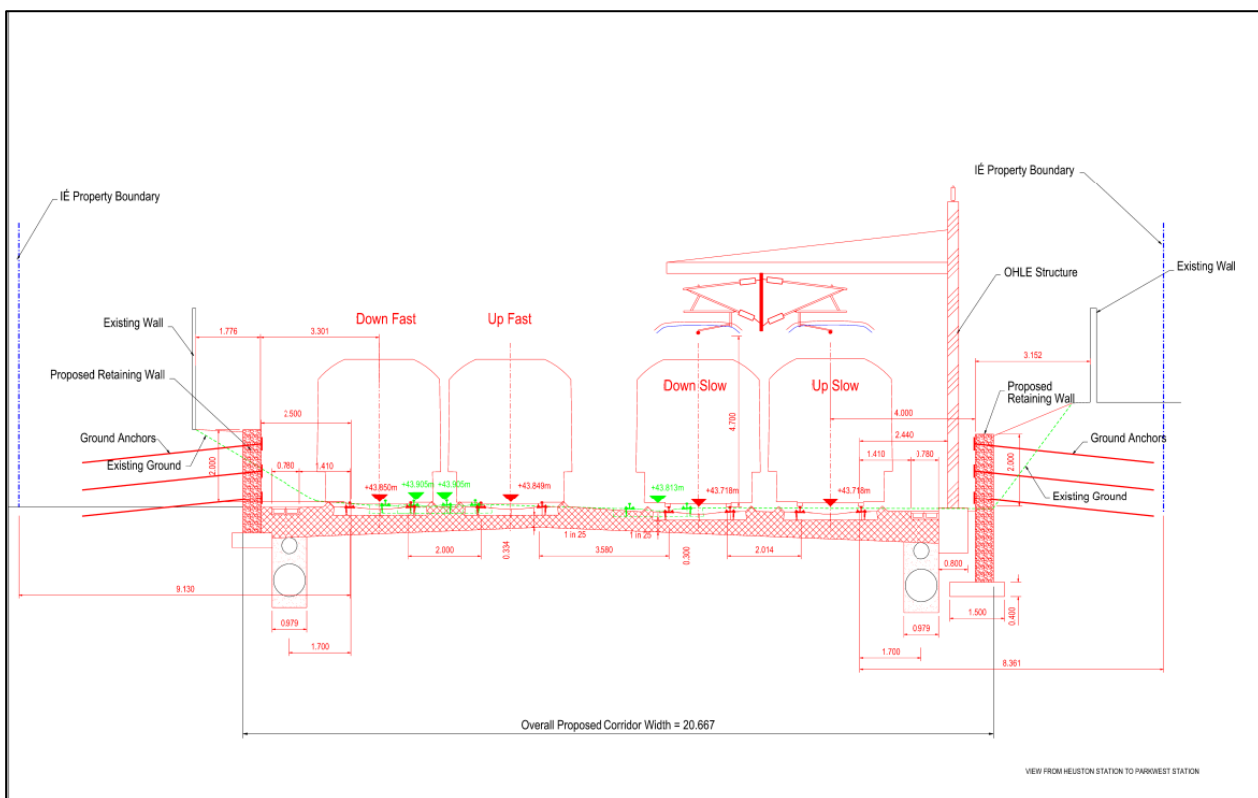 IÉ Property Boundary
IÉ Property Boundary
Existing Wall
OHLE Structure
Existing Wall
1.776
3.301
Down Fast
Up Fast
3.152
Proposed Retaining Wall
Down Slow
Up Slow
Proposed
Retaining Wall
4.700
2.500
4.000
Ground Anchors
2.440
Ground Anchors
Existing Ground
2.000
0.780
1.410
1.410
0.780
2.000
+43.850m
+43.905m
+43.905m
+43.849m
+43.813m
+43.718m
+43.718m
Existing Ground
1 in 25
1 in 25
2.000
0.334
3.580
0.300
2.014
0.800
9.130
1.500
0.400
0.979
0.979
1.700
1.700
8.361
Overall Proposed Corridor Width = 20.667
VIEW FROM HEUSTON STATION TO PARKWEST STATION